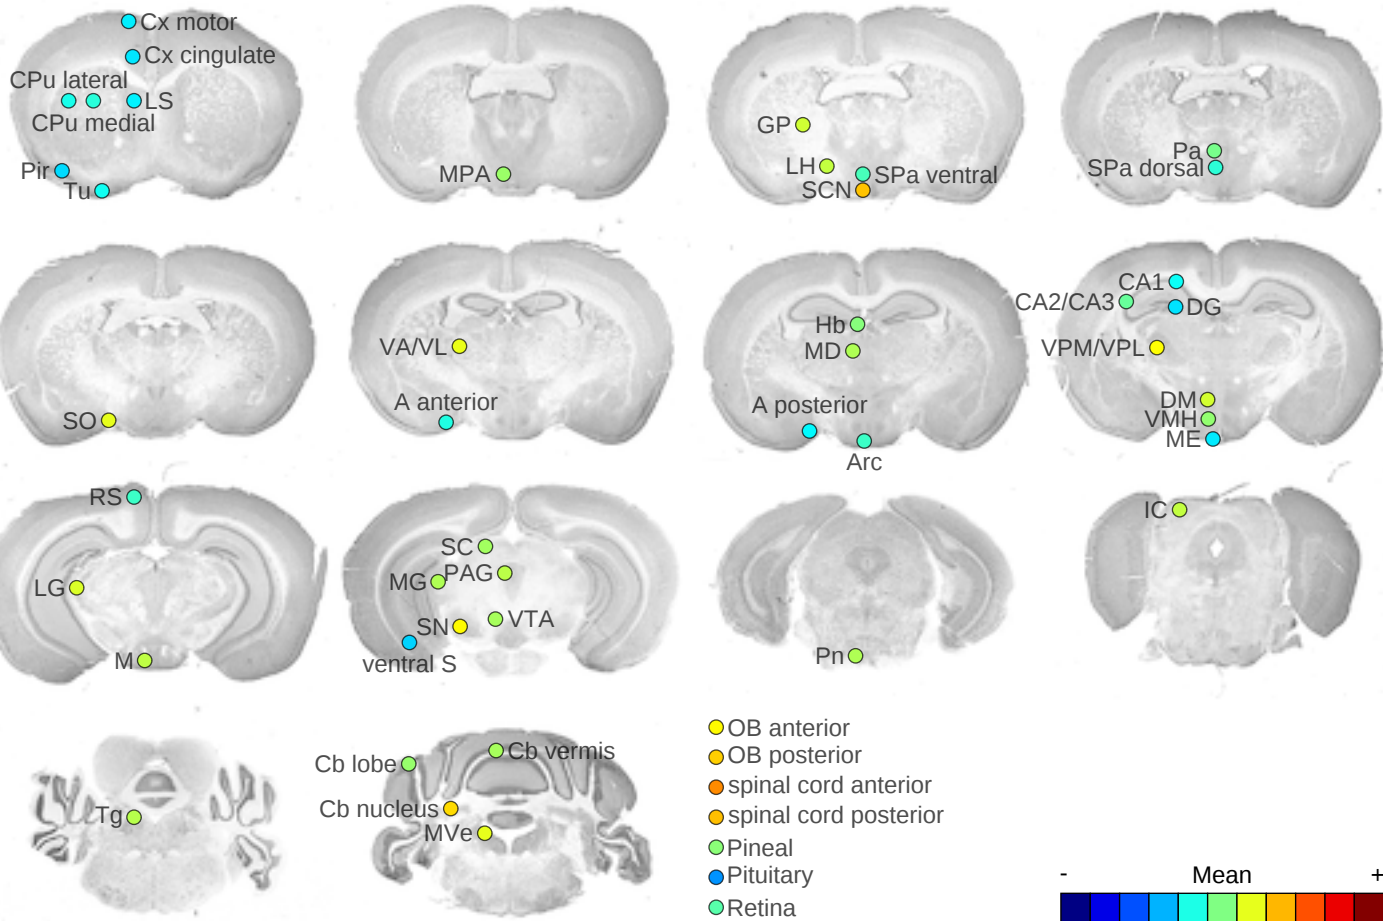 Cx motor
Cx cingulate
CPu lateral
LS
CPu medial
Pir
Tu
MPA
GP
LH
SPa ventral
SCN
Pa
SPa dorsal
SO
VA/VL
A anterior
Hb
MD
A posterior
Arc
CA1
CA2/CA3
DG
VPM/VPL
DM
VMH
ME
RS
LG
M
SC
MG
PAG
SN
VTA
ventral S
Pn
IC
Tg
Cb lobe
Cb vermis
Cb nucleus
MVe
OB anterior
OB posterior
spinal cord anterior
spinal cord posterior
Pineal
Pituitary
Retina
- Mean +